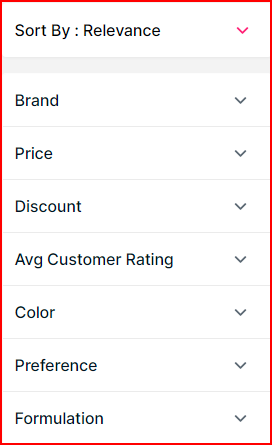 Sort By : Relevance
Brand
Price
Discount
Avg Customer Rating
Color
Preference
Formulation